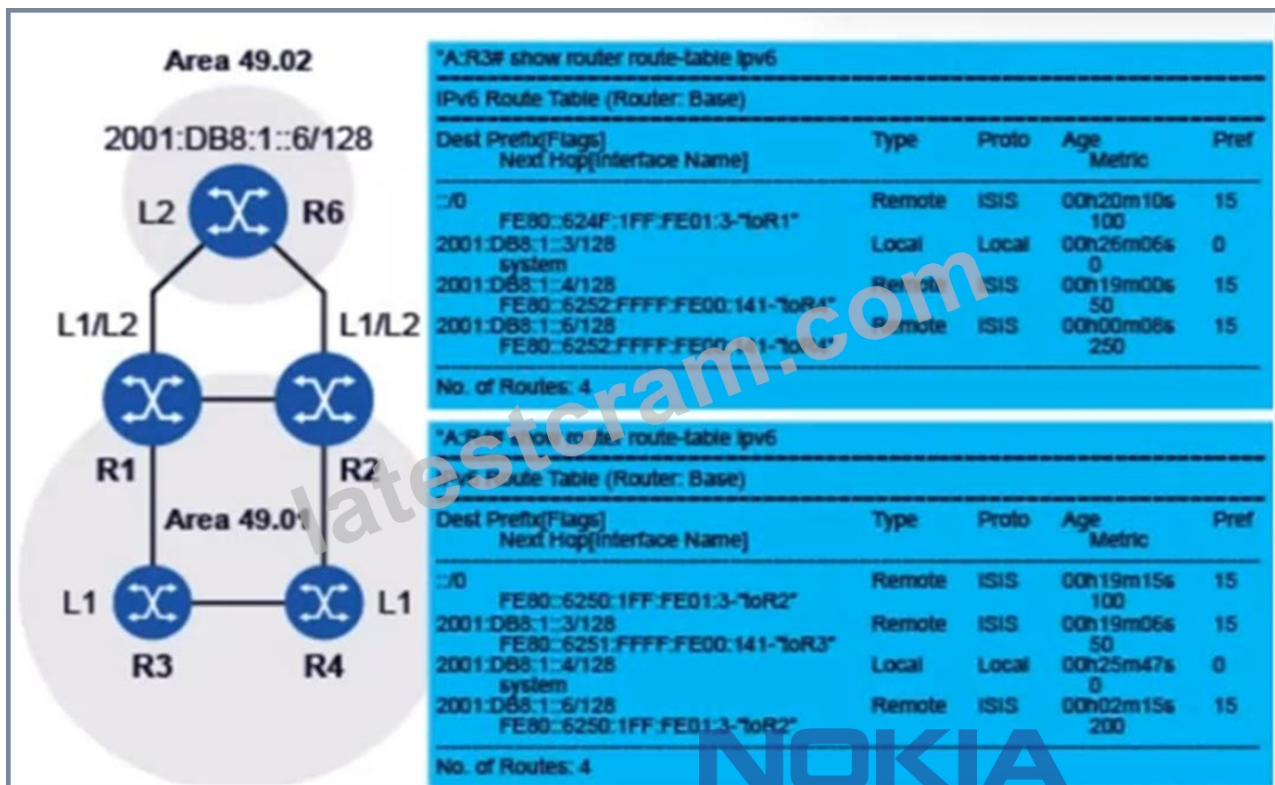 Area 49.02
2001:DB8:1::6/128
L2
R6
L1/L2
L1/L2
R1
R2
Area 49.01
L1
L1
R3
R4
*A:R3# show router route-table ipv6
IPv6 Route Table (Router: Base)
Dest Prefix[Flags] Type Proto Age Pref
Next Hop[Interface Name] Metric
::/0 Remote ISIS 00h20m10s 15
FE80::624F:1FF:FE01:3-"toR1" 100
2001:DB8:1::3/128 Local Local 00h26m06s 0
system 0
2001:DB8:1::4/128 Remote ISIS 00h19m00s 15
FE80::6252:FFFF:FE00:141-"toR4" 50
2001:DB8:1::6/128 Remote ISIS 00h00m08s 15
250
No. of Routes: 4
show router route-table ipv6
Route Table (Router: Base)
Dest Prefix[Flags] Type Proto Age Pref
Next Hop[Interface Name] Metric
::/0 Remote ISIS 00h19m15s 15
FE80::6250:1FF:FE01:3-"toR2" 100
2001:DB8:1::3/128 Remote ISIS 00h19m06s 15
FE80::6251:FFFF:FE00:141-"toR3" 50
2001:DB8:1::4/128 Local Local 00h25m47s 0
system 0
2001:DB8:1::6/128 Remote ISIS 00h02m15s 15
FE80::6250:1FF:FE01:3-"toR2" 200
No. of Routes: 4
NOKIA
latestcram.com